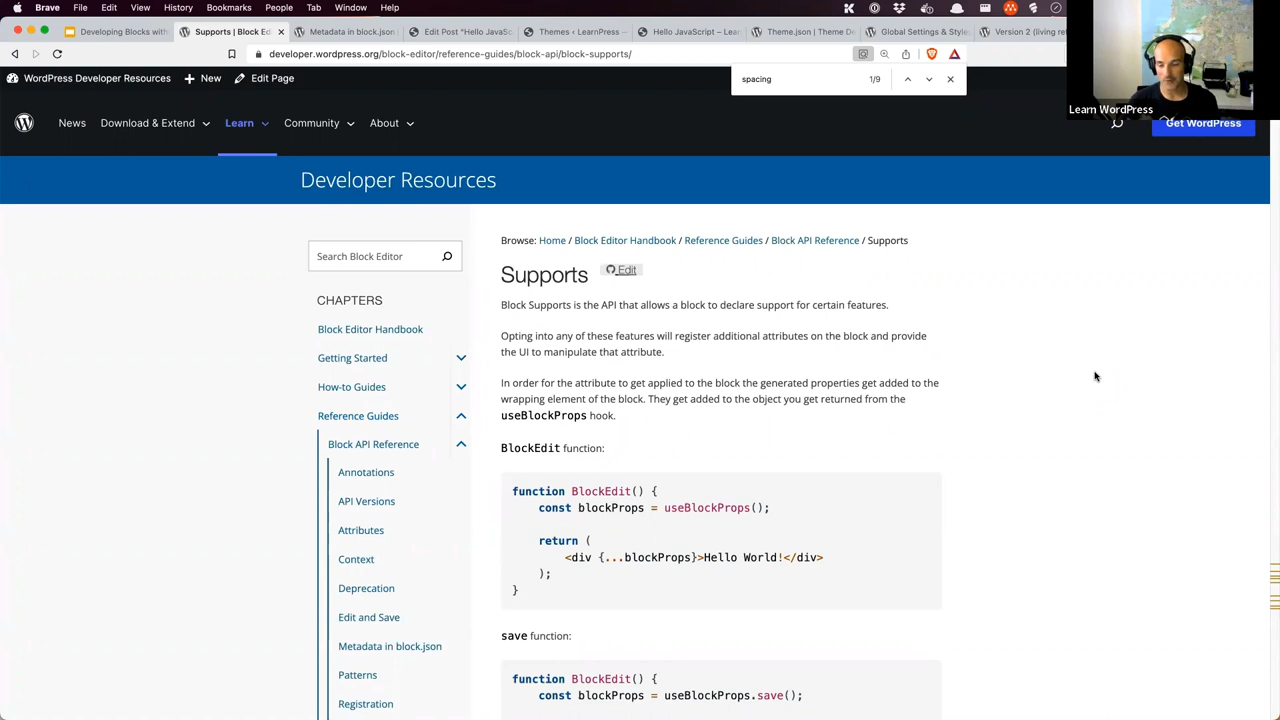 Brave File Edit View History Bookmarks People Tab Window Help
Developing Blocks with
Supports | Block Ed
Metadata in block.json
Edit Post "Hello JavaSc
Themes ‹ LearnPress —
Hello JavaScript – Lear
Theme.json | Theme De
Global Settings & Style
Version 2 (living re
developer.wordpress.org/block-editor/reference-guides/block-api/block-supports/
spacing 1/9
WordPress Developer Resources New Edit Page
Learn WordPress
News Download & Extend Learn Community About Get WordPress
Developer Resources
Search Block Editor
CHAPTERS
Block Editor Handbook
Getting Started
How-to Guides
Reference Guides
Block API Reference
Annotations
API Versions
Attributes
Context
Deprecation
Edit and Save
Metadata in block.json
Patterns
Registration
Browse: Home / Block Editor Handbook / Reference Guides / Block API Reference / Supports
Supports Edit
Block Supports is the API that allows a block to declare support for certain features.
Opting into any of these features will register additional attributes on the block and provide
the UI to manipulate that attribute.
In order for the attribute to get applied to the block the generated properties get added to the
wrapping element of the block. They get added to the object you get returned from the
useBlockProps hook.
BlockEdit function:
function BlockEdit() {
const blockProps = useBlockProps();
return (
<div {...blockProps}>Hello World!</div>
);
}
save function:
function BlockEdit() {
const blockProps = useBlockProps.save();